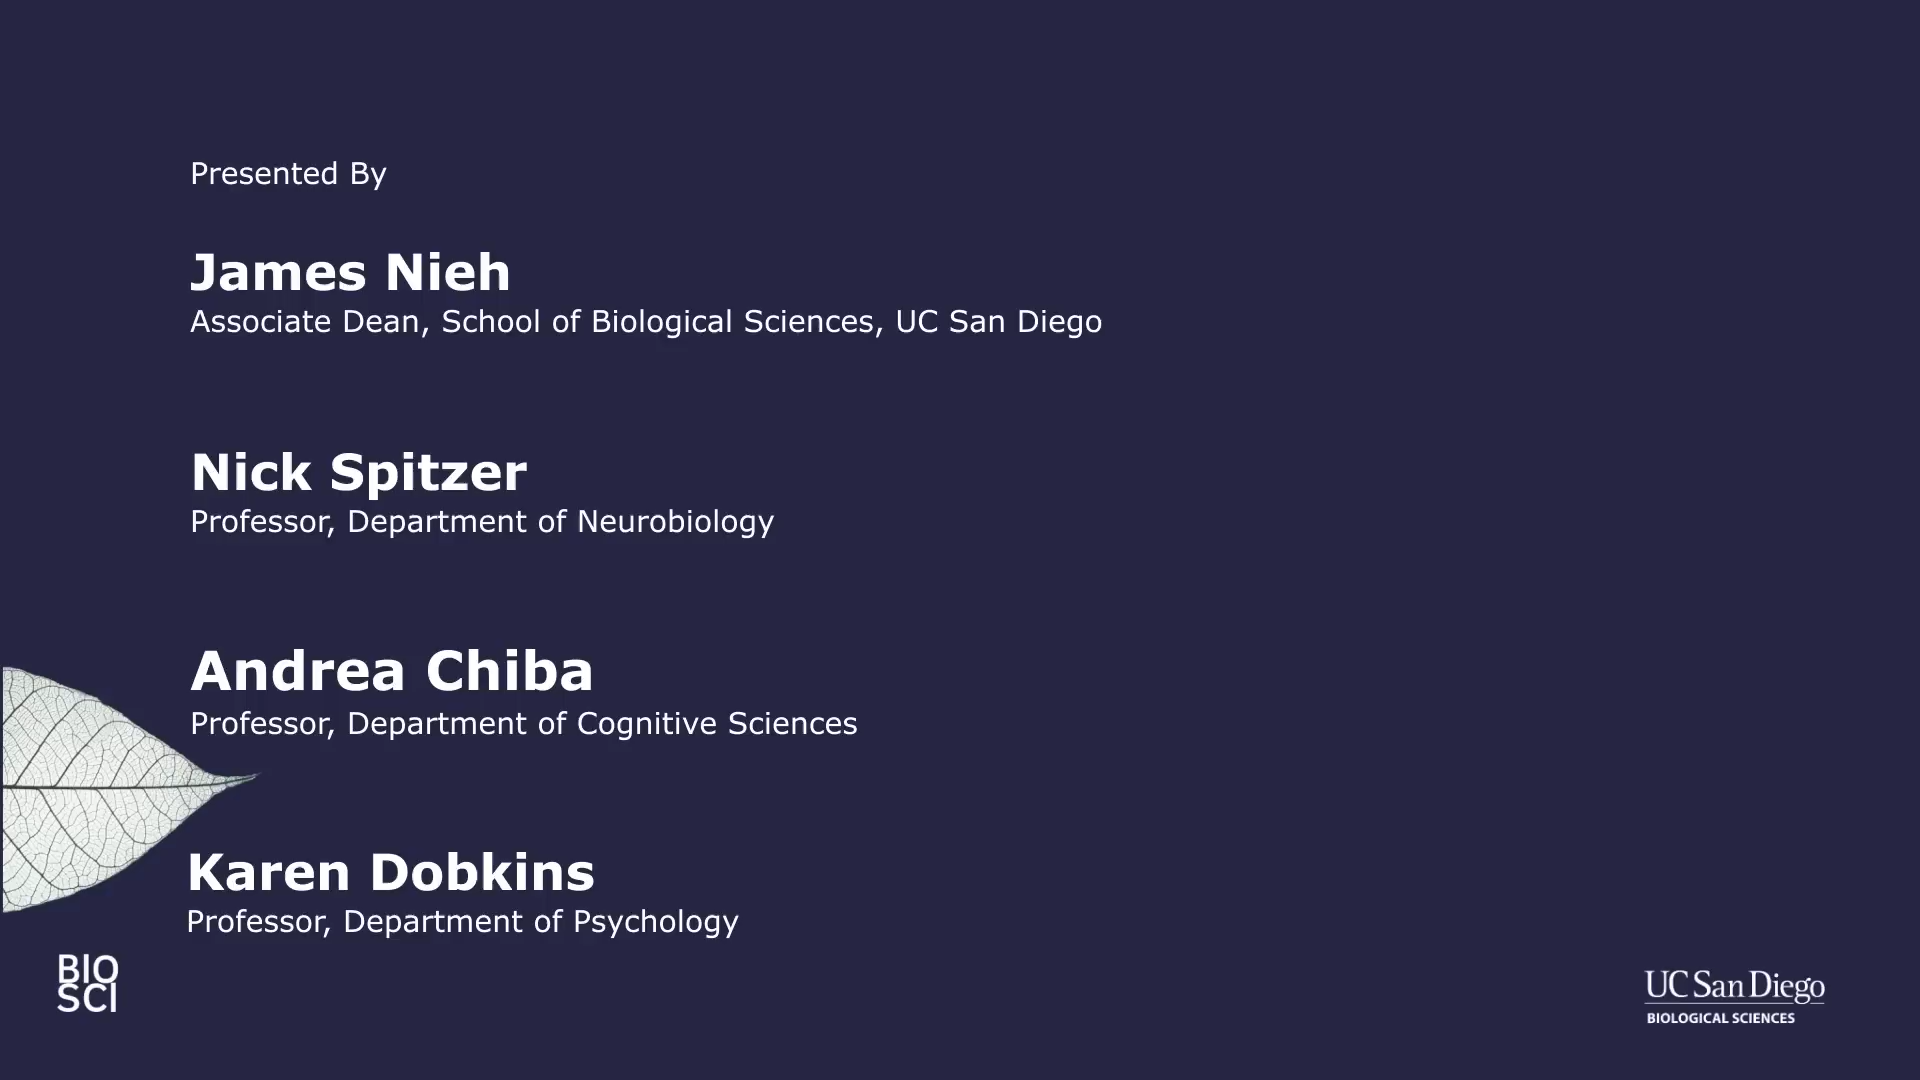 Presented By
James Nieh
Associate Dean, School of Biological Sciences, UC San Diego
Nick Spitzer
Professor, Department of Neurobiology
Andrea Chiba
Professor, Department of Cognitive Sciences
Karen Dobkins
Professor, Department of Psychology
BIO
SCI
UC San Diego
BIOLOGICAL SCIENCES